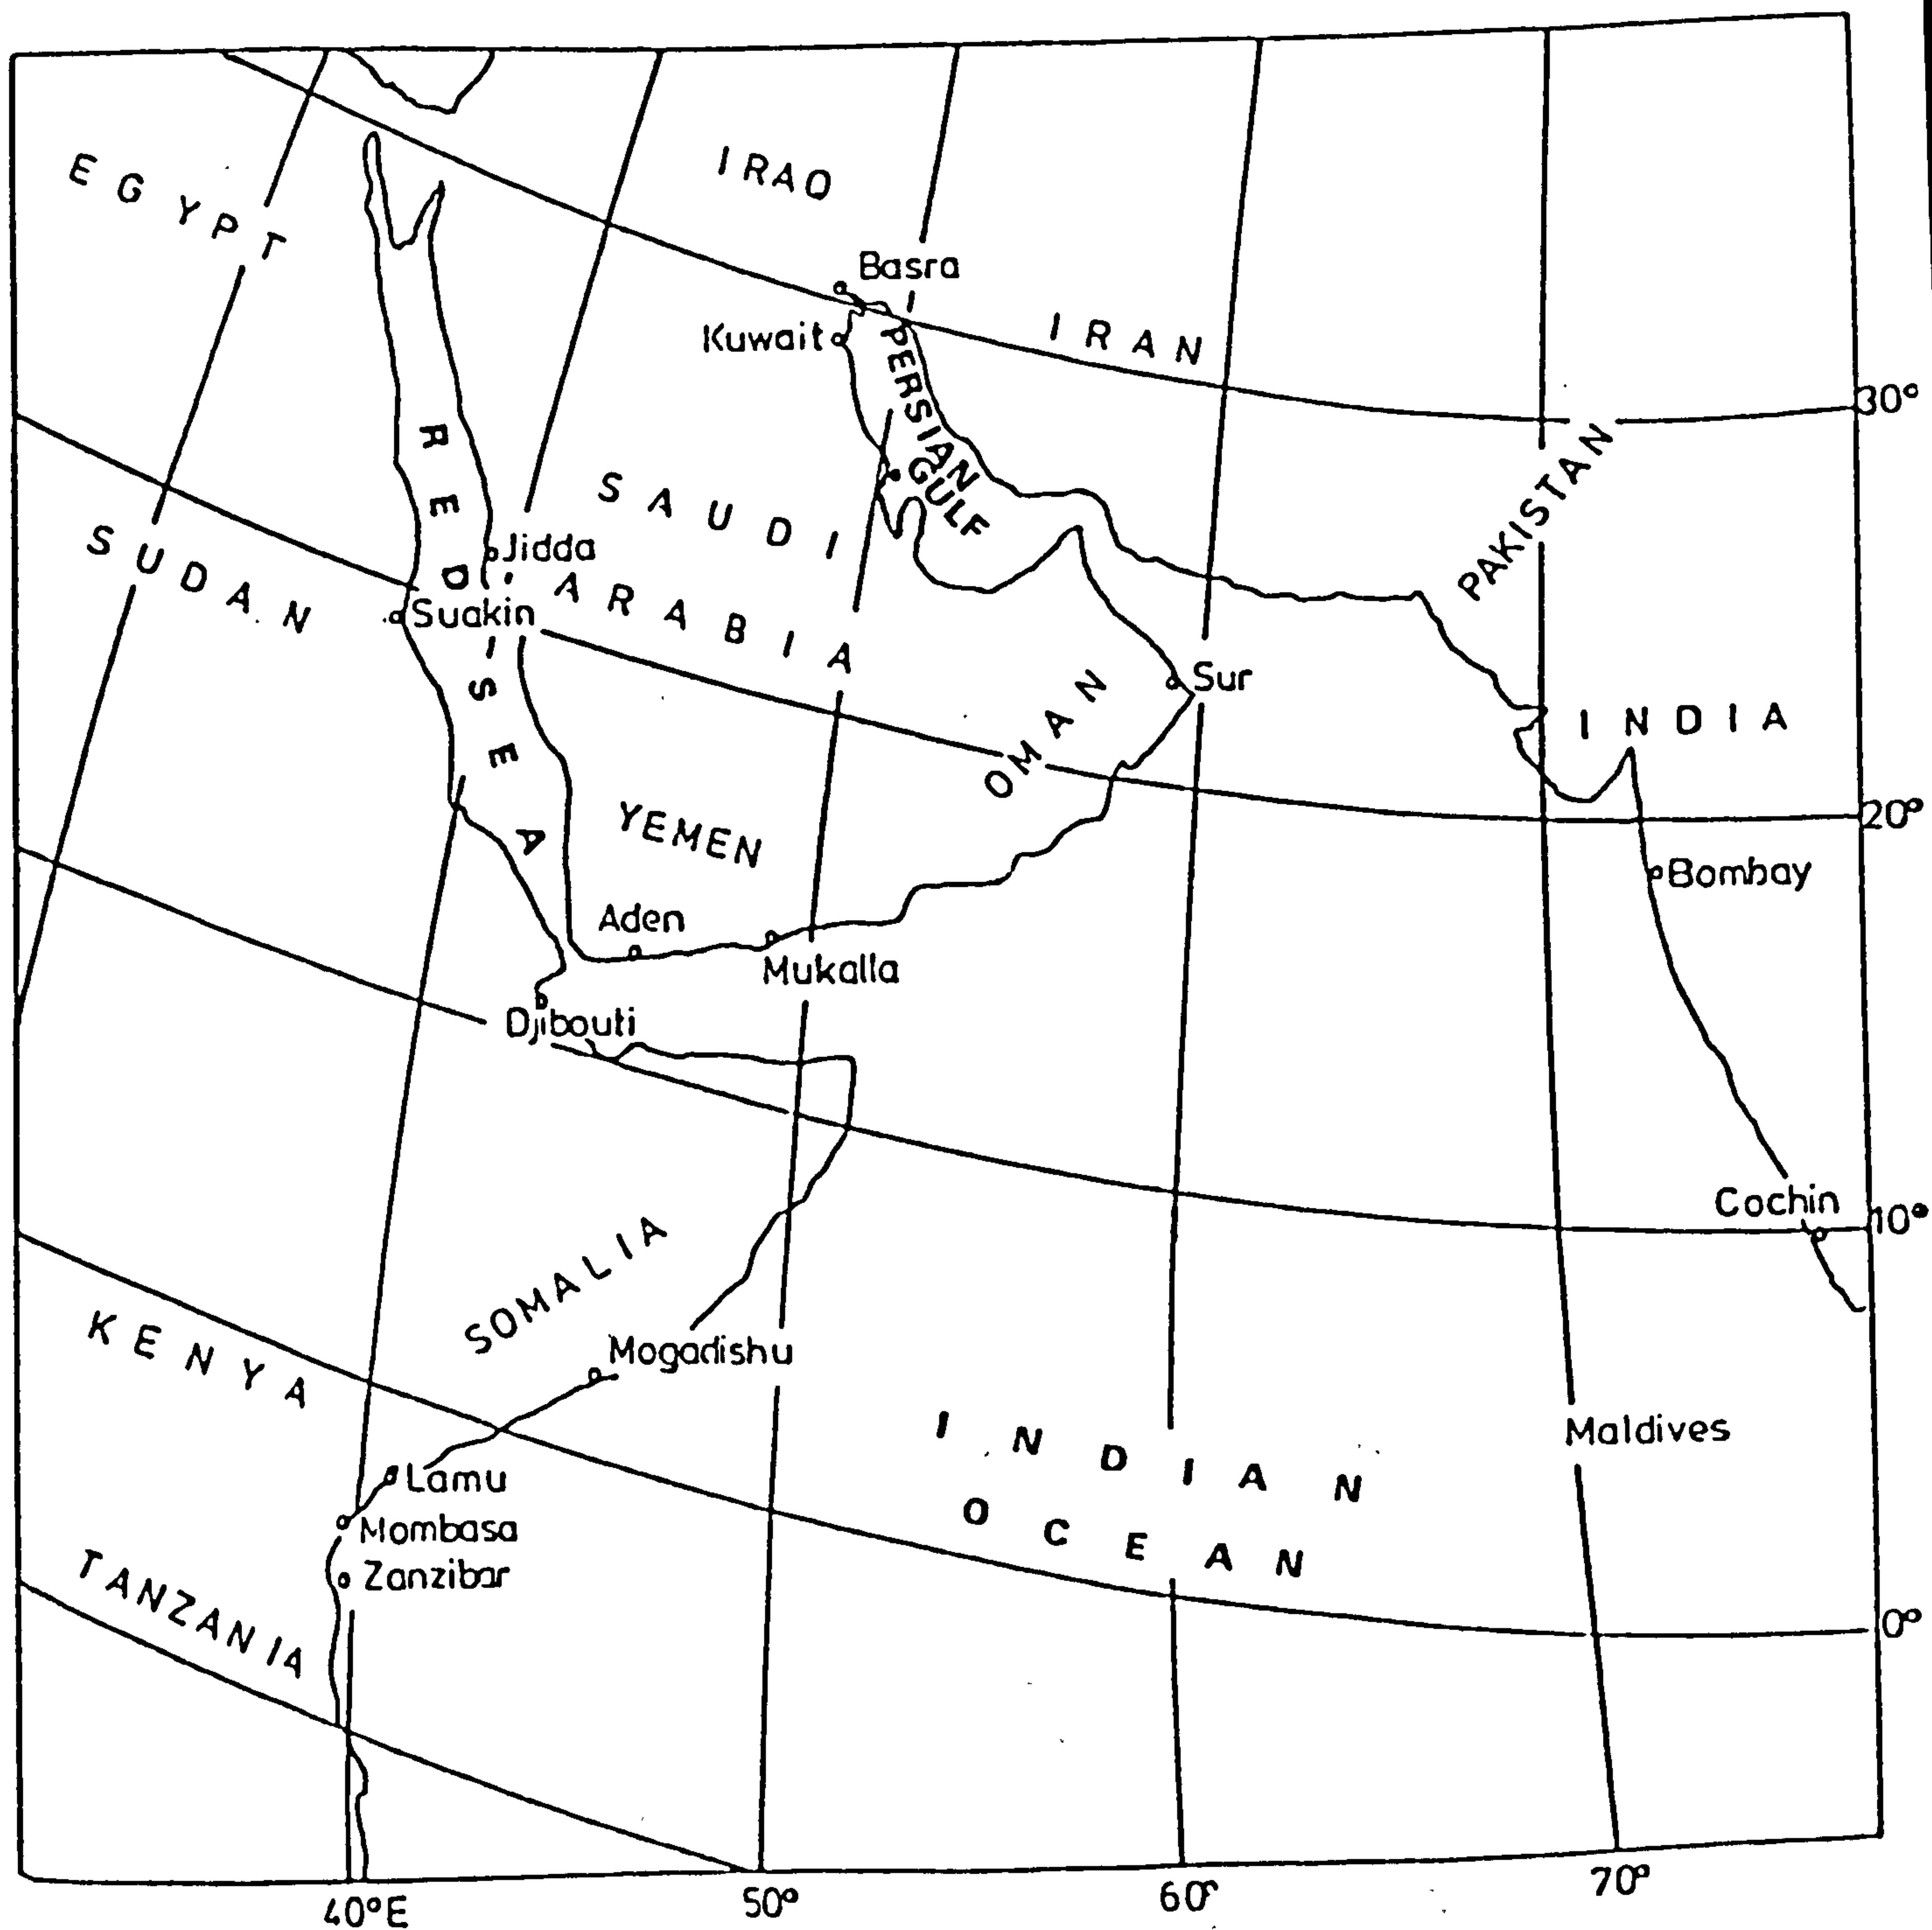 EGYPT
IRAQ
Basra
Kuwait
IRAN
PERSIAN
GULF
30°
RED SEA
SAUDI
ARABIA
PAKISTAN
SUDAN
Jidda
Suakin
Sur
OMAN
INDIA
20°
YEMEN
Bombay
Aden
Mukalla
Djibouti
Cochin
10°
SOMALIA
KENYA
Mogadishu
INDIAN
OCEAN
Maldives
Lamu
Mombasa
Zanzibar
TANZANIA
0°
40°E
50°
60°
70°